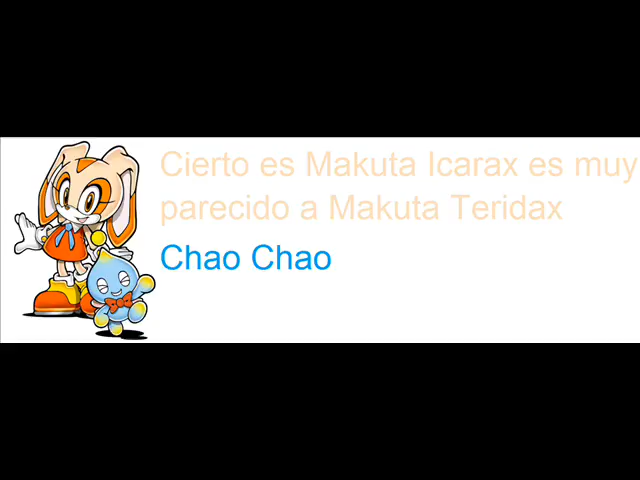 Cierto es Makuta Icarax es muy
parecido a Makuta Teridax
Chao Chao